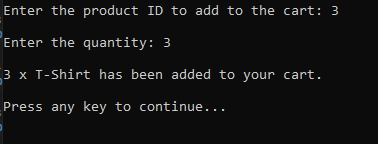 Enter the product ID to add to the cart: 3
Enter the quantity: 3
3 x T-Shirt has been added to your cart.
Press any key to continue...